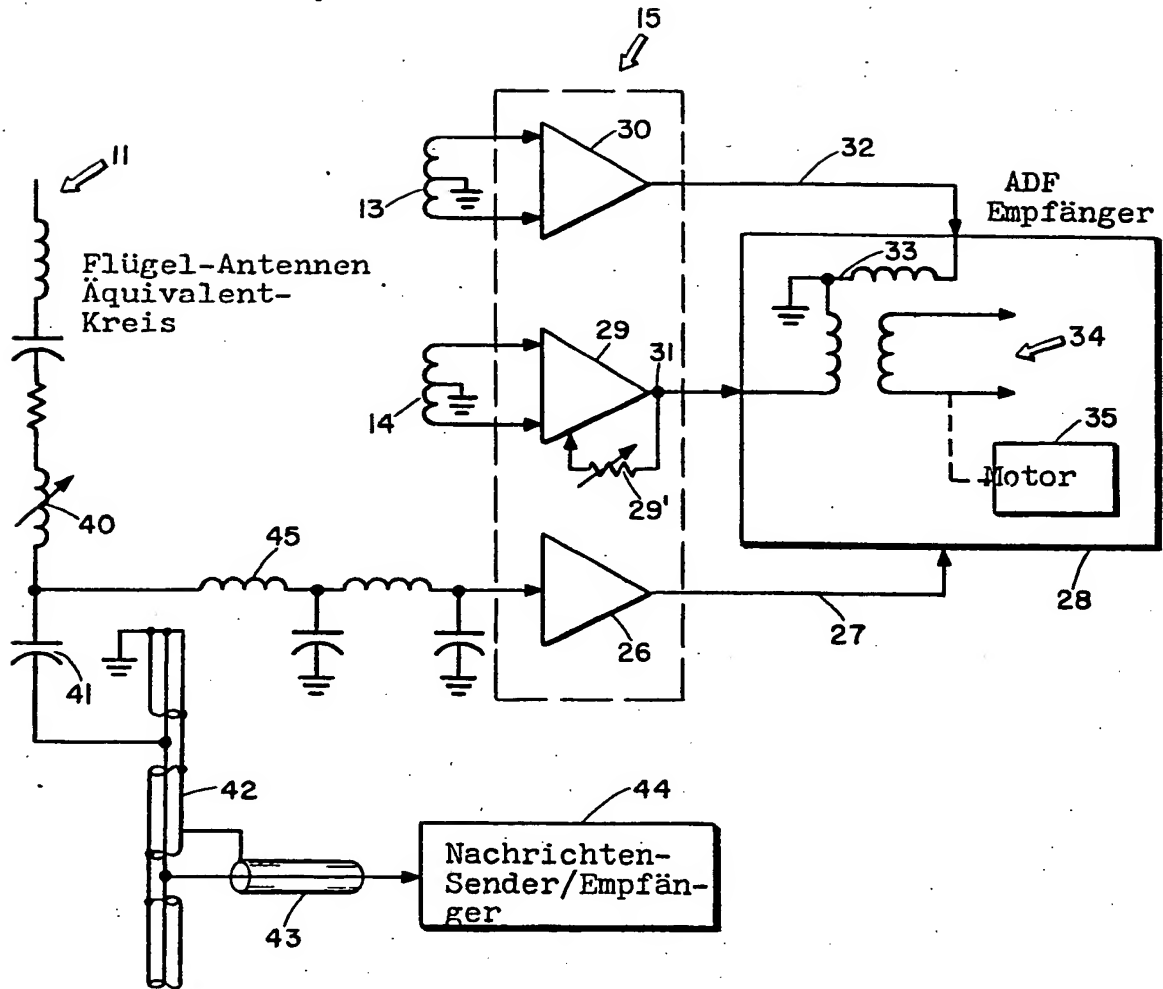 15
11
30
32
ADF
Empfänger
13
33
Flügel-Antennen
Äquivalent-
Kreis
29
31
34
14
35
Motor
29'
40
45
28
27
26
41
42
44
Nachrichten-
Sender/Empfän-
ger
43